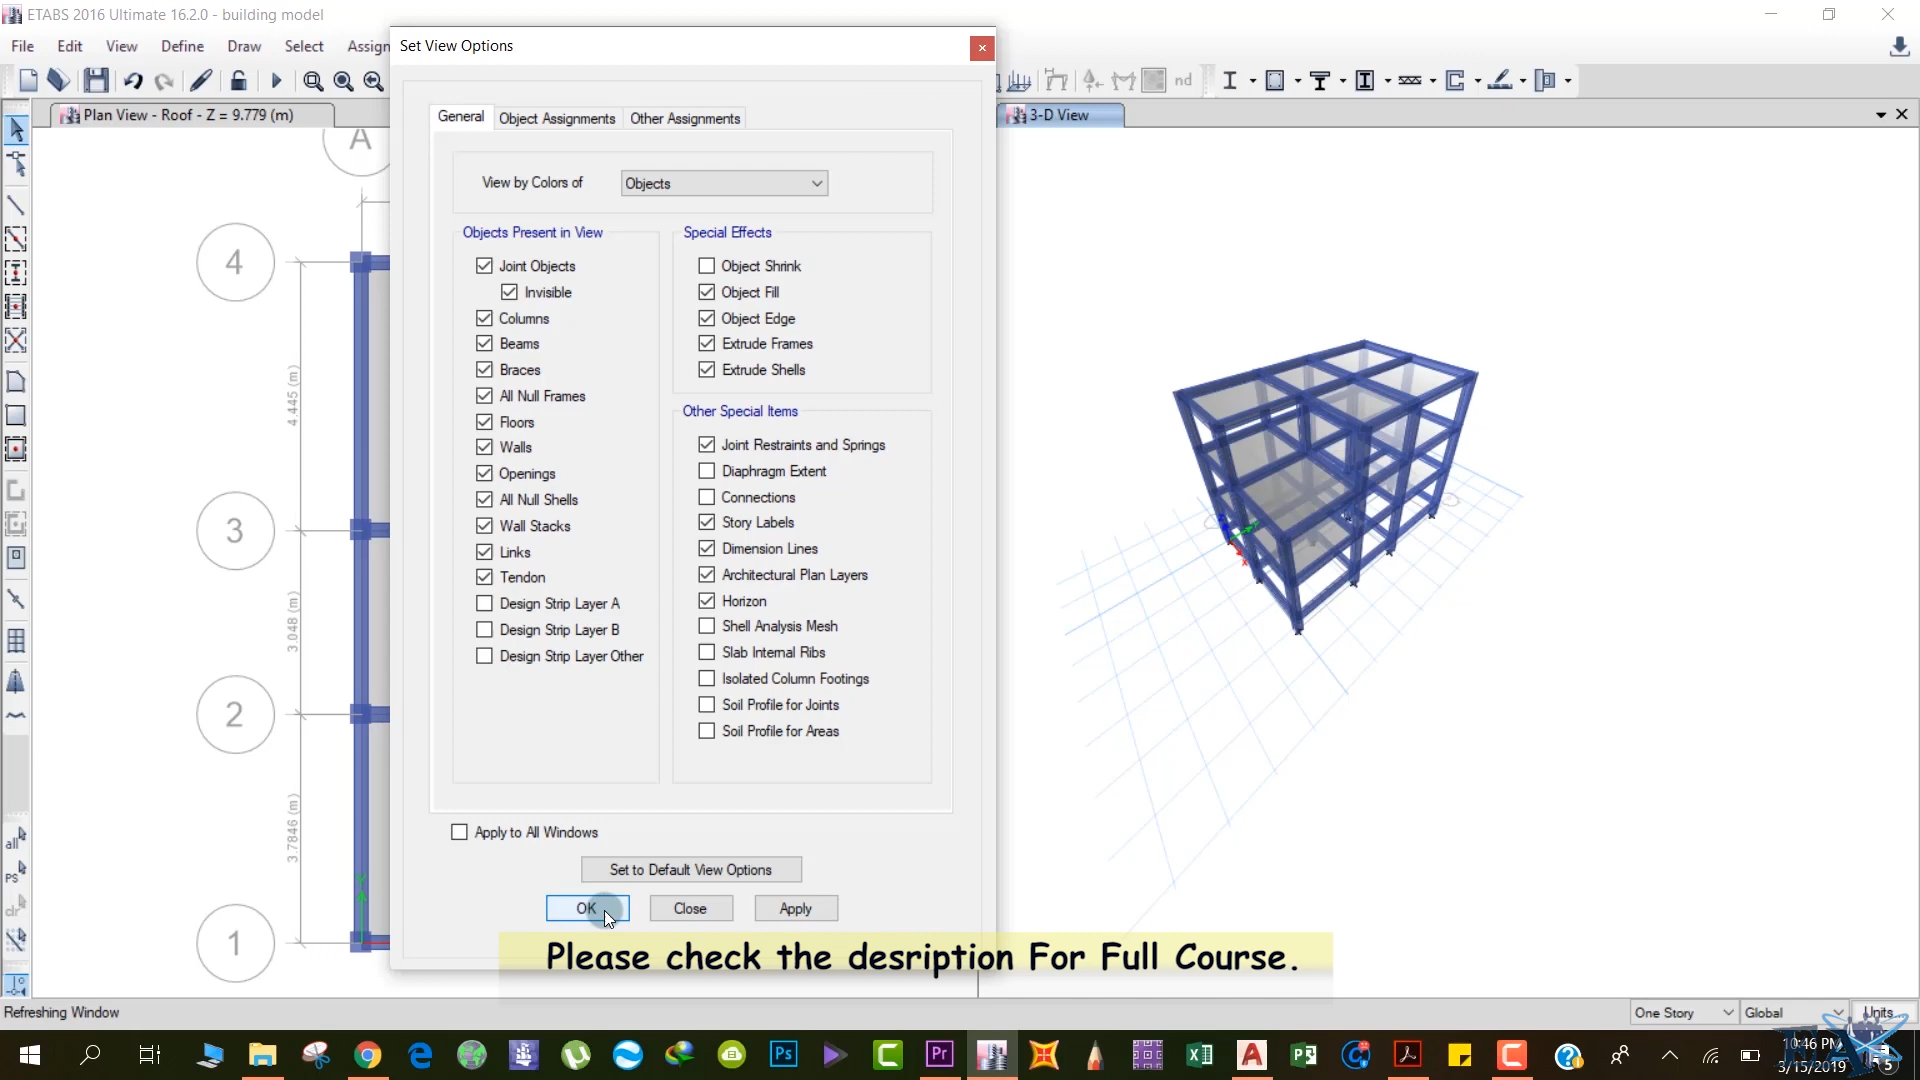 ETABS 2016 Ultimate 16.2.0 - building model
File Edit View Define Draw Select Assign
nd
Plan View - Roof - Z = 9.779 (m)
3-D View
A
4
3
2
1
4.445 (m)
3.048 (m)
3.7846 (m)
Set View Options
General Object Assignments Other Assignments
View by Colors of Objects
Objects Present in View
Joint Objects
Invisible
Columns
Beams
Braces
All Null Frames
Floors
Walls
Openings
All Null Shells
Wall Stacks
Links
Tendon
Design Strip Layer A
Design Strip Layer B
Design Strip Layer Other
Special Effects
Object Shrink
Object Fill
Object Edge
Extrude Frames
Extrude Shells
Other Special Items
Joint Restraints and Springs
Diaphragm Extent
Connections
Story Labels
Dimension Lines
Architectural Plan Layers
Horizon
Shell Analysis Mesh
Slab Internal Ribs
Isolated Column Footings
Soil Profile for Joints
Soil Profile for Areas
Apply to All Windows
Set to Default View Options
OK Close Apply
Please check the desription For Full Course.
all
PS
clr
Refreshing Window
One Story Global Units...
10:46 PM
3/15/2019
5